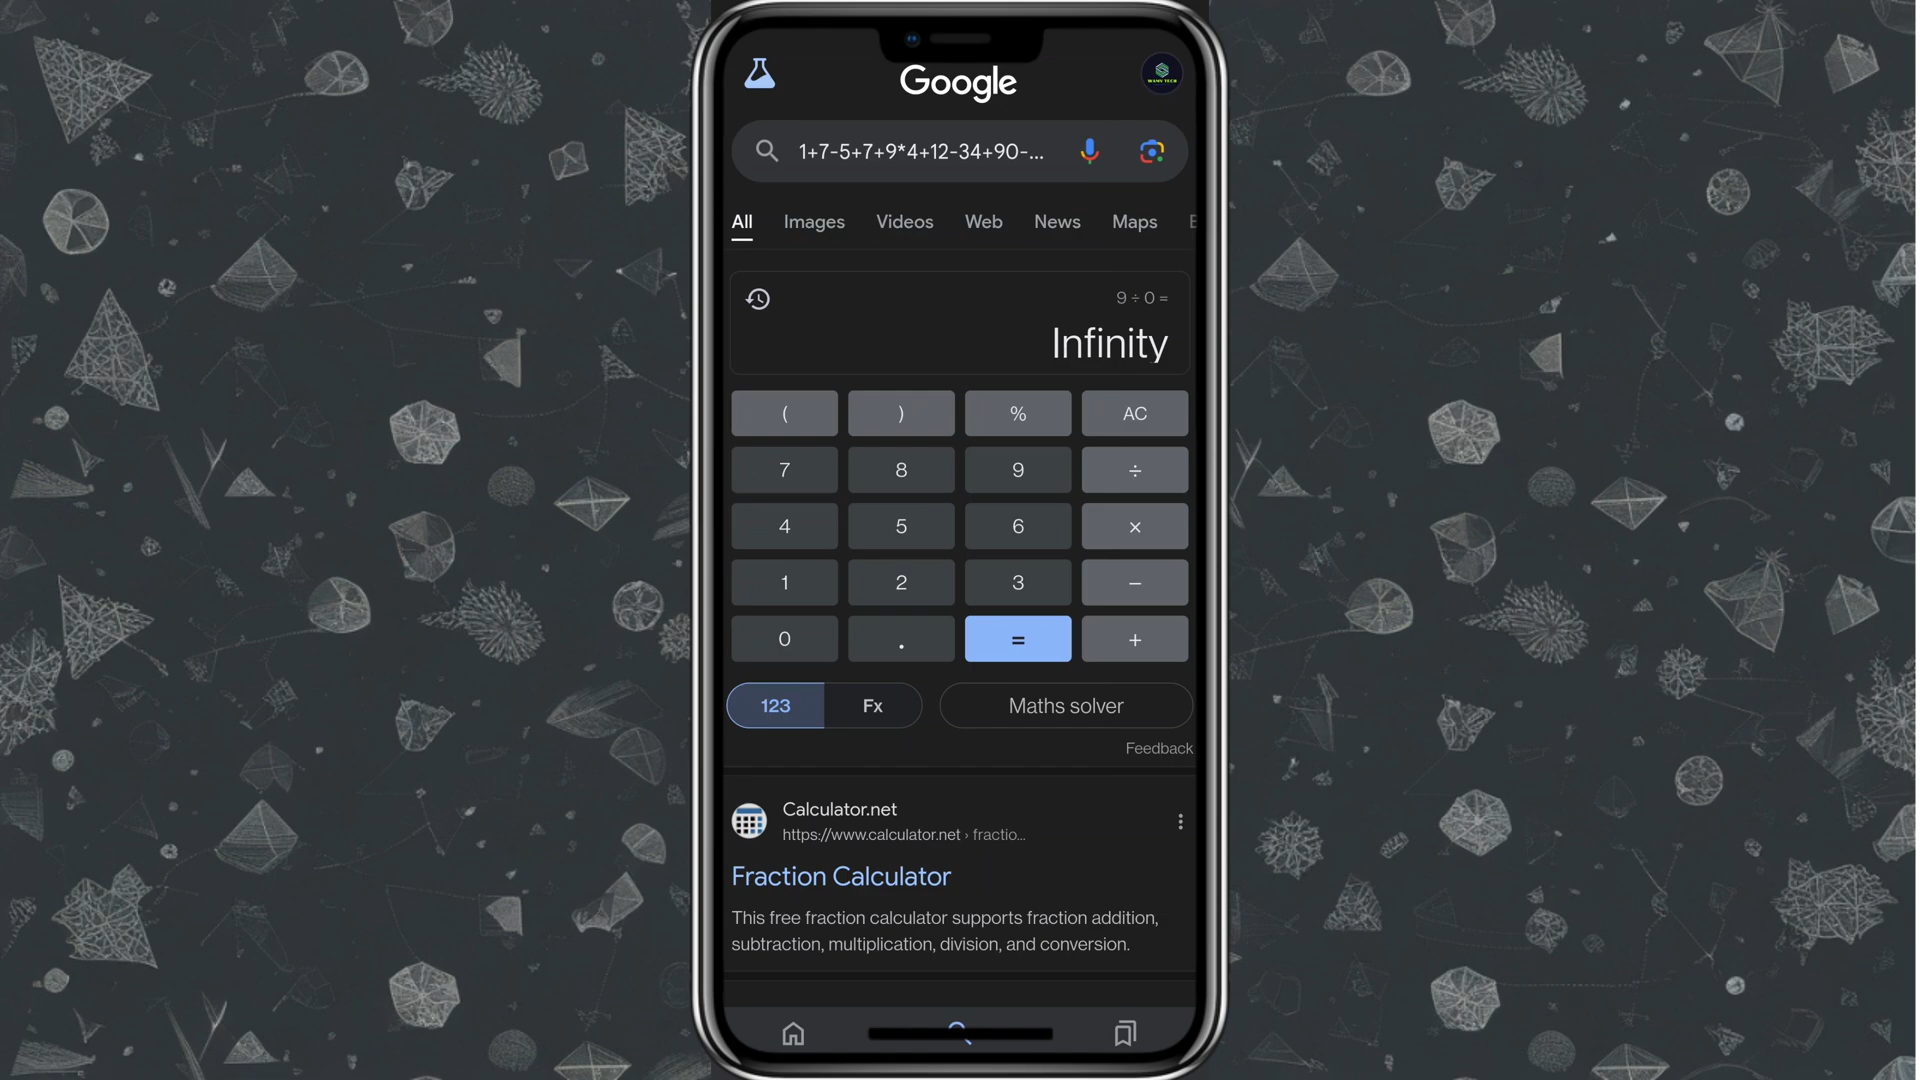 Google
WAMY TECH
1+7-5+7+9*4+12-34+90-...
All Images Videos Web News Maps
9 ÷ 0 =
Infinity
( ) % AC
7 8 9 ÷
4 5 6 ×
1 2 3 −
0 . = +
123 Fx Maths solver
Feedback
Calculator.net
https://www.calculator.net › fractio...
Fraction Calculator
This free fraction calculator supports fraction addition,
subtraction, multiplication, division, and conversion.